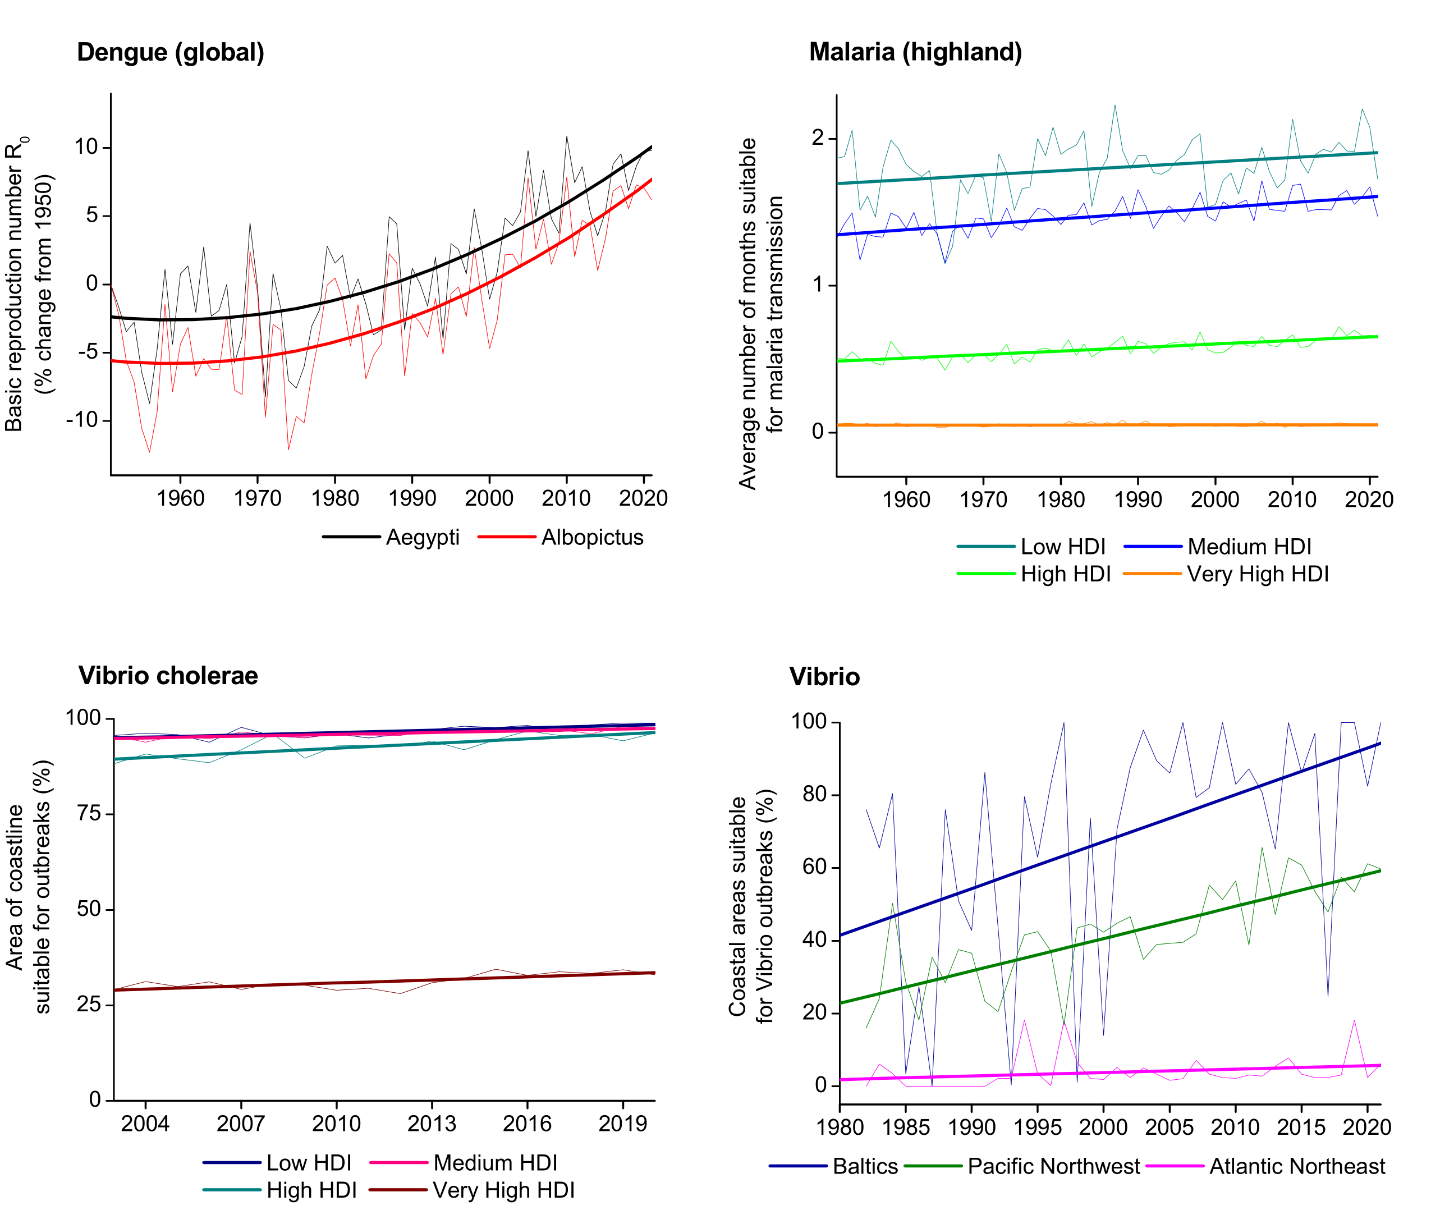 Dengue (global)
Basic reproduction number R0
(% change from 1950)
10
5
0
-5
-10
1960 1970 1980 1990 2000 2010 2020
Aegypti Albopictus
Malaria (highland)
Average number of months suitable
for malaria transmission
2
1
0
1960 1970 1980 1990 2000 2010 2020
Low HDI Medium HDI
High HDI Very High HDI
Vibrio cholerae
Area of coastline
suitable for outbreaks (%)
100
75
50
25
0
2004 2007 2010 2013 2016 2019
Low HDI Medium HDI
High HDI Very High HDI
Vibrio
Coastal areas suitable
for Vibrio outbreaks (%)
100
80
60
40
20
0
1980 1985 1990 1995 2000 2005 2010 2015 2020
Baltics Pacific Northwest Atlantic Northeast